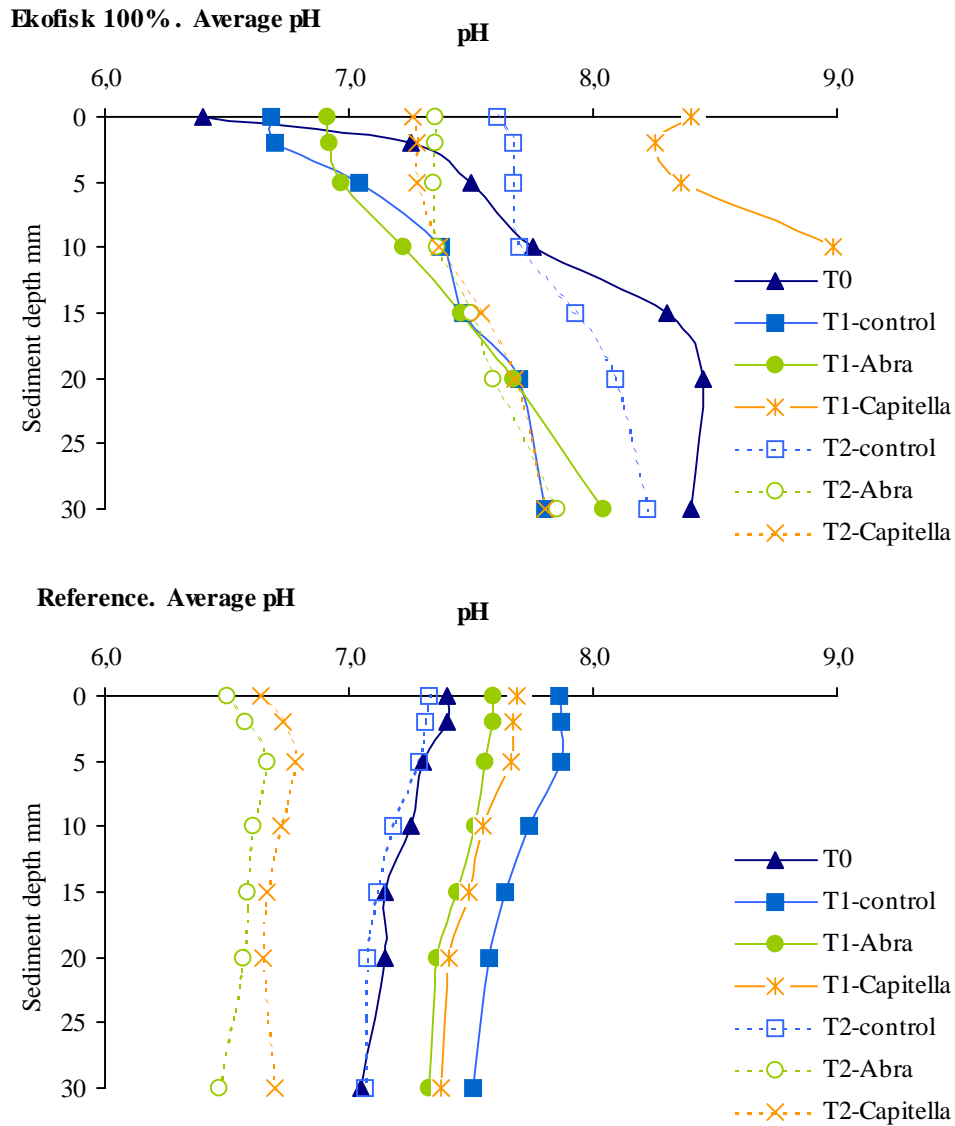 Ekofisk 100%. Average pH
pH
6,0 7,0 8,0 9,0
0
5
10
15
20
25
30
Sediment depth mm
T0
T1-control
T1-Abra
T1-Capitella
T2-control
T2-Abra
T2-Capitella
Reference. Average pH
pH
6,0 7,0 8,0 9,0
0
5
10
15
20
25
30
Sediment depth mm
T0
T1-control
T1-Abra
T1-Capitella
T2-control
T2-Abra
T2-Capitella